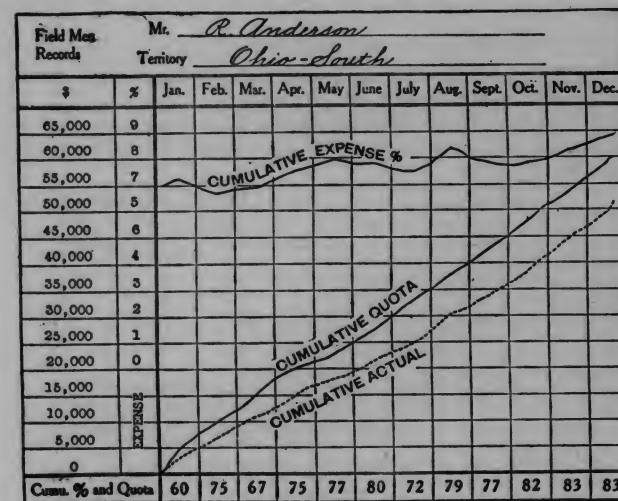 Field Men Records
Mr. R. Anderson
Territory Ohio-South
$ % Jan. Feb. Mar. Apr. May June July Aug. Sept. Oct. Nov. Dec.
65,000 9
60,000 8
55,000 7
50,000 5
45,000 6
40,000 4
35,000 3
30,000 2
25,000 1
20,000 0
15,000
10,000
5,000
0
EXPENSE
CUMULATIVE EXPENSE %
CUMULATIVE QUOTA
CUMULATIVE ACTUAL
Cumu. % and Quota 60 75 67 75 77 80 72 79 77 82 83 83